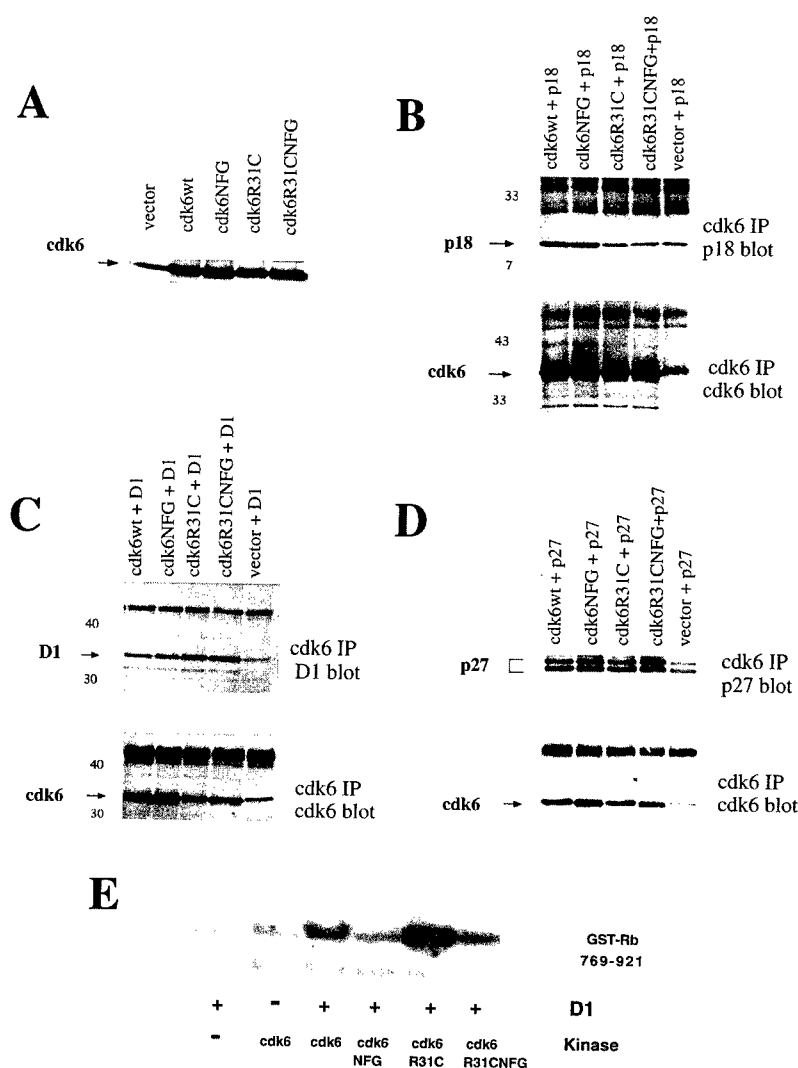 A
vector
cdk6wt
cdk6NFG
cdk6R31C
cdk6R31CNFG
cdk6
B
cdk6wt + p18
cdk6NFG + p18
cdk6R31C + p18
cdk6R31CNFG+p18
vector + p18
33
p18
7
cdk6 IP
p18 blot
43
cdk6
33
cdk6 IP
cdk6 blot
C
cdk6wt + D1
cdk6NFG + D1
cdk6R31C + D1
cdk6R31CNFG + D1
vector + D1
40
D1
30
cdk6 IP
D1 blot
40
cdk6
30
cdk6 IP
cdk6 blot
D
cdk6wt + p27
cdk6NFG + p27
cdk6R31C + p27
cdk6R31CNFG+p27
vector + p27
p27
cdk6 IP
p27 blot
cdk6
cdk6 IP
cdk6 blot
E
GST-Rb
769-921
+ - + + + + D1
- cdk6 cdk6 cdk6 cdk6 cdk6 Kinase
NFG R31C R31CNFG